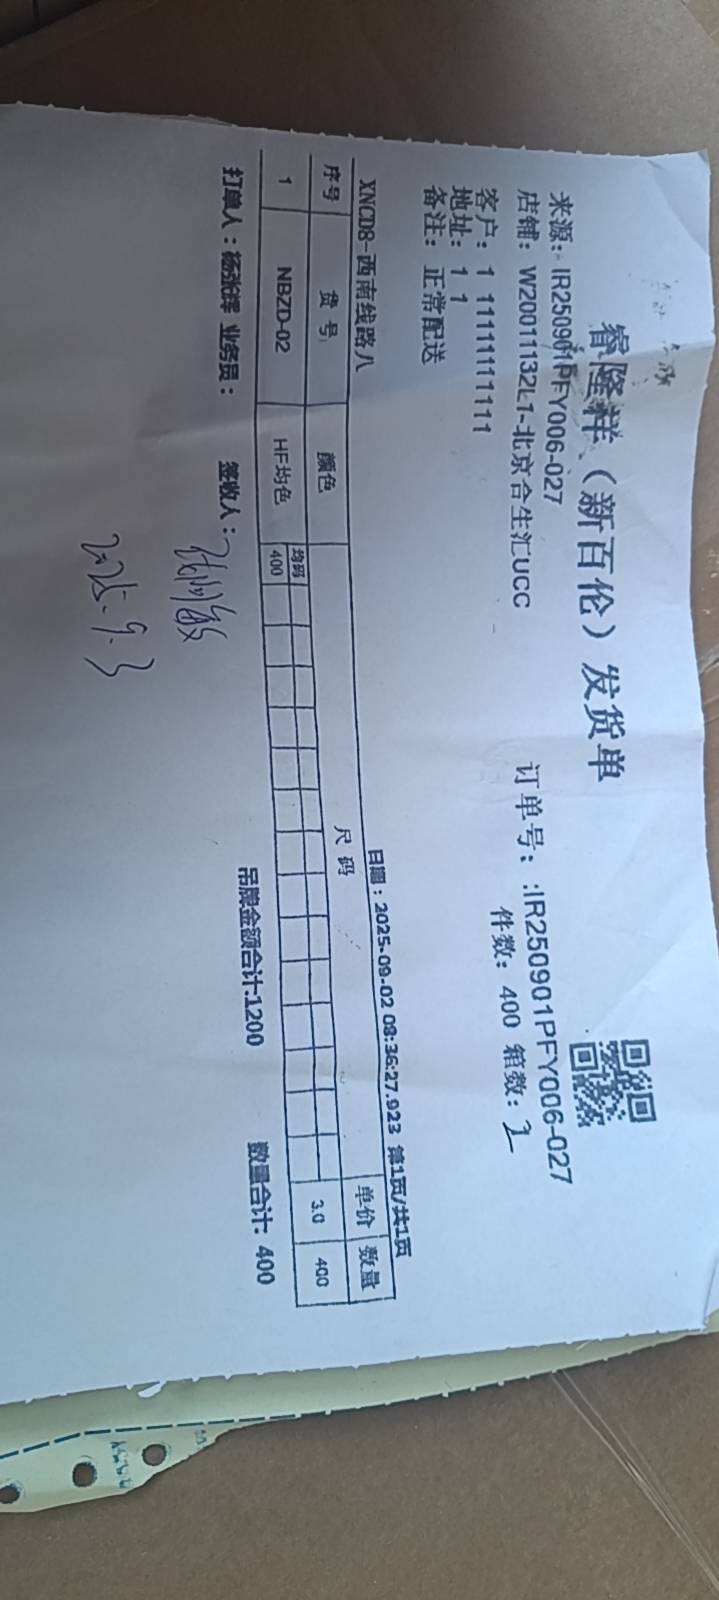 睿隆祥（新百伦）发货单
来源: IR250901PFY006-027 订单号: :IR250901PFY006-027
店铺: W20011132L1-北京合生汇UCC 件数: 400 箱数: 2
客户: 1 11111111111
地址: 1 1
备注: 正常配送
XNCD8-西南线路八 日期: 2025-09-02 08:36:27.923 第1页/共1页
序号 货号 颜色 尺码 单价 数量
均码
1 NBZD-02 HF均色 400 3.0 400
打单人: 杨张辉 业务员: 签收人: 吊牌金额合计:1200 数量合计: 400
2025.9.3